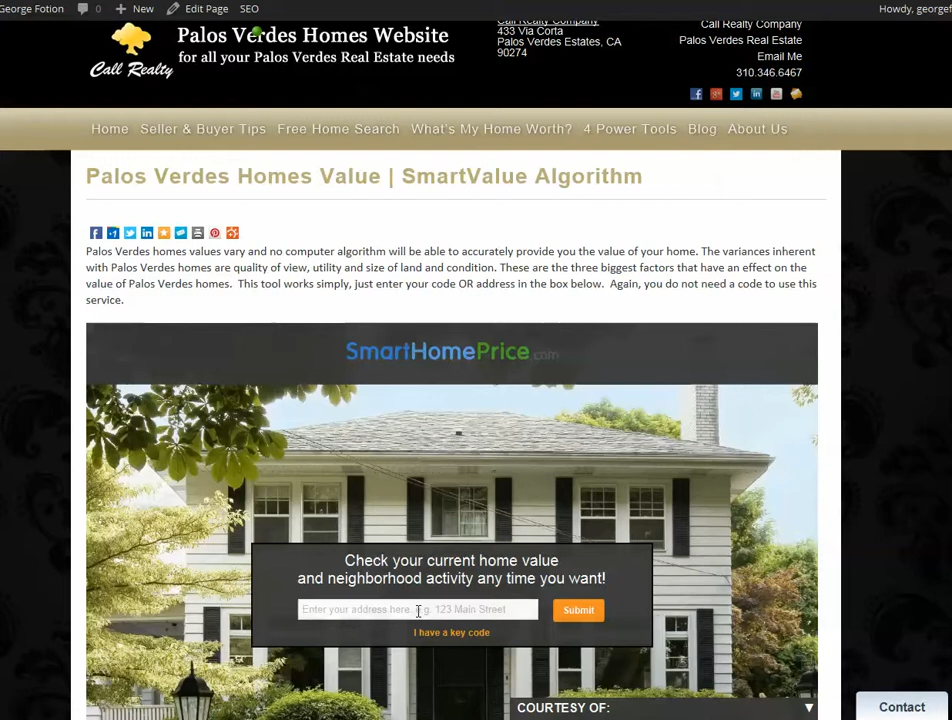 George Fotion 0 New Edit Page SEO Howdy, georgef
Palos Verdes Homes Website
for all your Palos Verdes Real Estate needs
Call Realty
Call Realty Company
433 Via Corta
Palos Verdes Estates, CA
90274
Call Realty Company
Palos Verdes Real Estate
Email Me
310.346.6467
Home Seller & Buyer Tips Free Home Search What's My Home Worth? 4 Power Tools Blog About Us
Palos Verdes Homes Value | SmartValue Algorithm
Palos Verdes homes values vary and no computer algorithm will be able to accurately provide you the value of your home. The variances inherent
with Palos Verdes homes are quality of view, utility and size of land and condition. These are the three biggest factors that have an effect on the
value of Palos Verdes homes. This tool works simply, just enter your code OR address in the box below. Again, you do not need a code to use this
service.
SmartHomePrice.com
Check your current home value
and neighborhood activity any time you want!
Enter your address here. e.g. 123 Main Street
Submit
I have a key code
COURTESY OF:
Contact